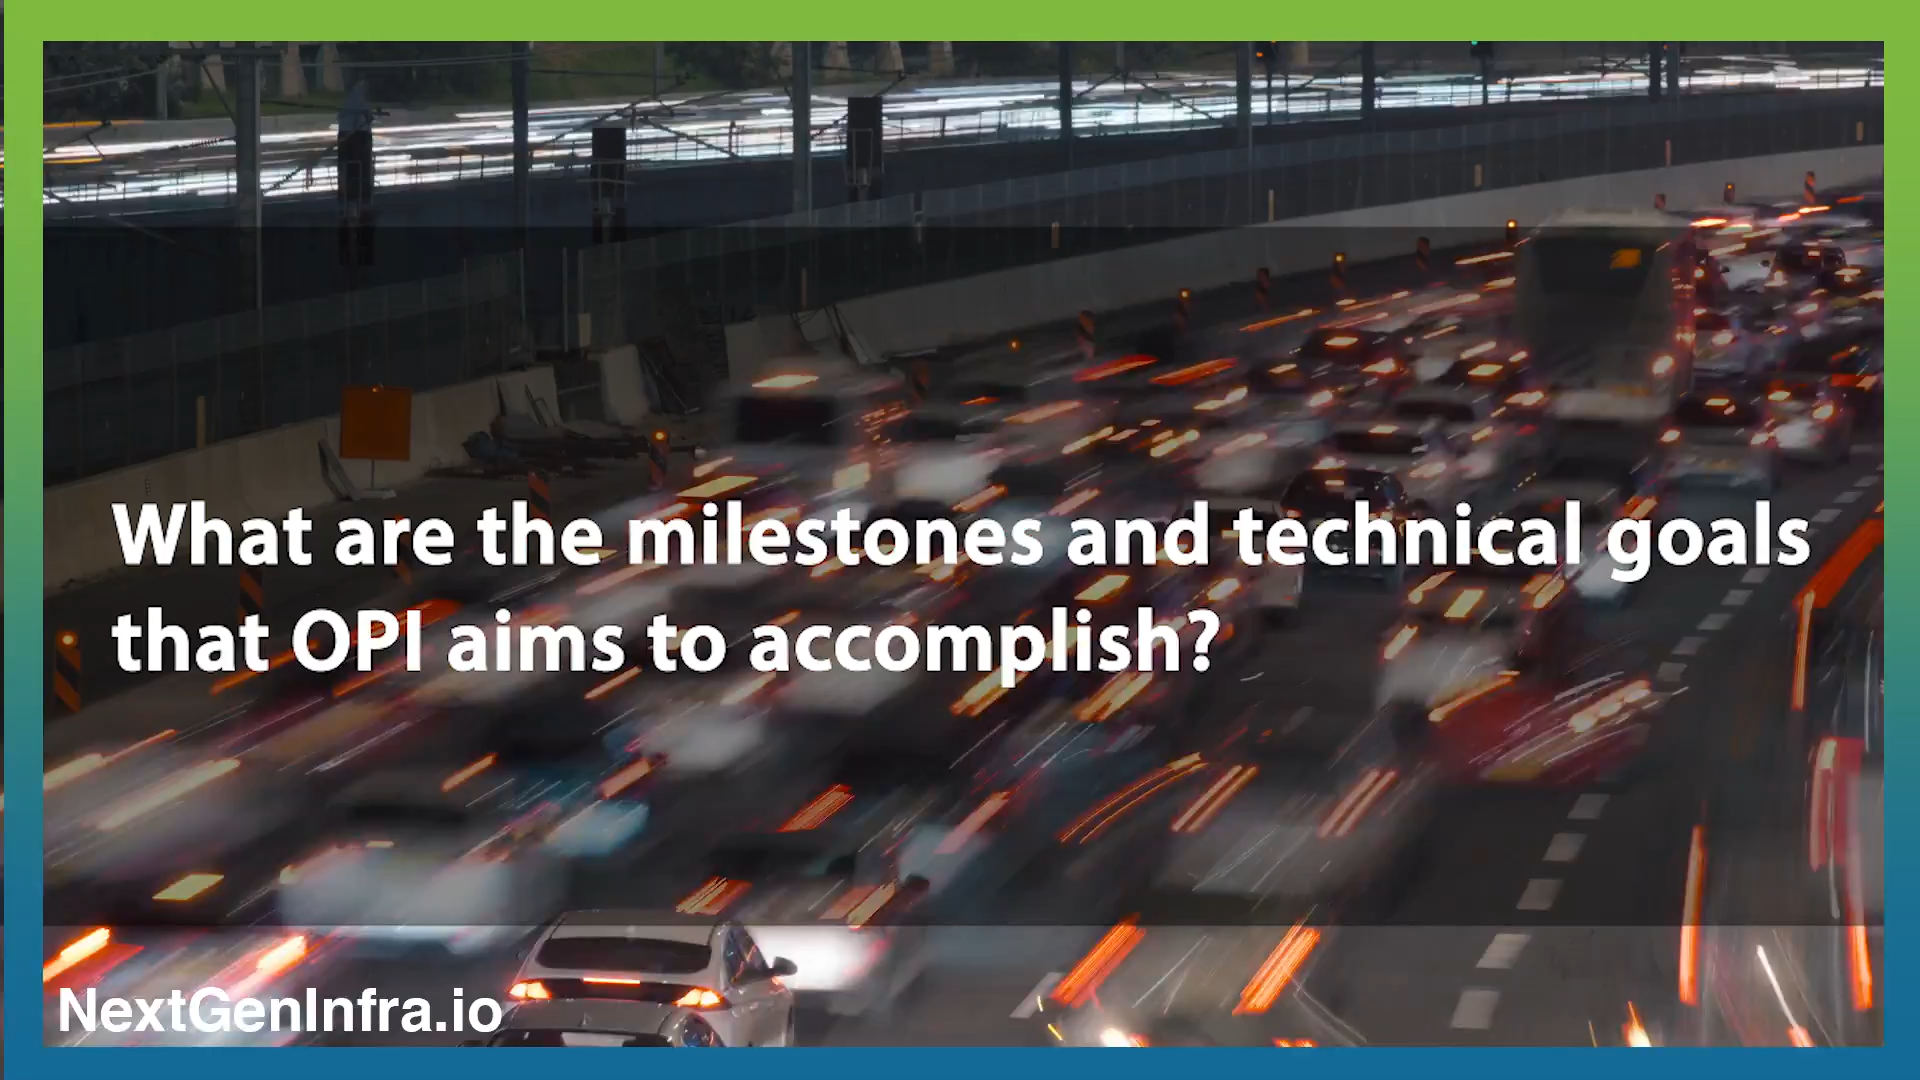 What are the milestones and technical goals
that OPI aims to accomplish?
NextGenInfra.io